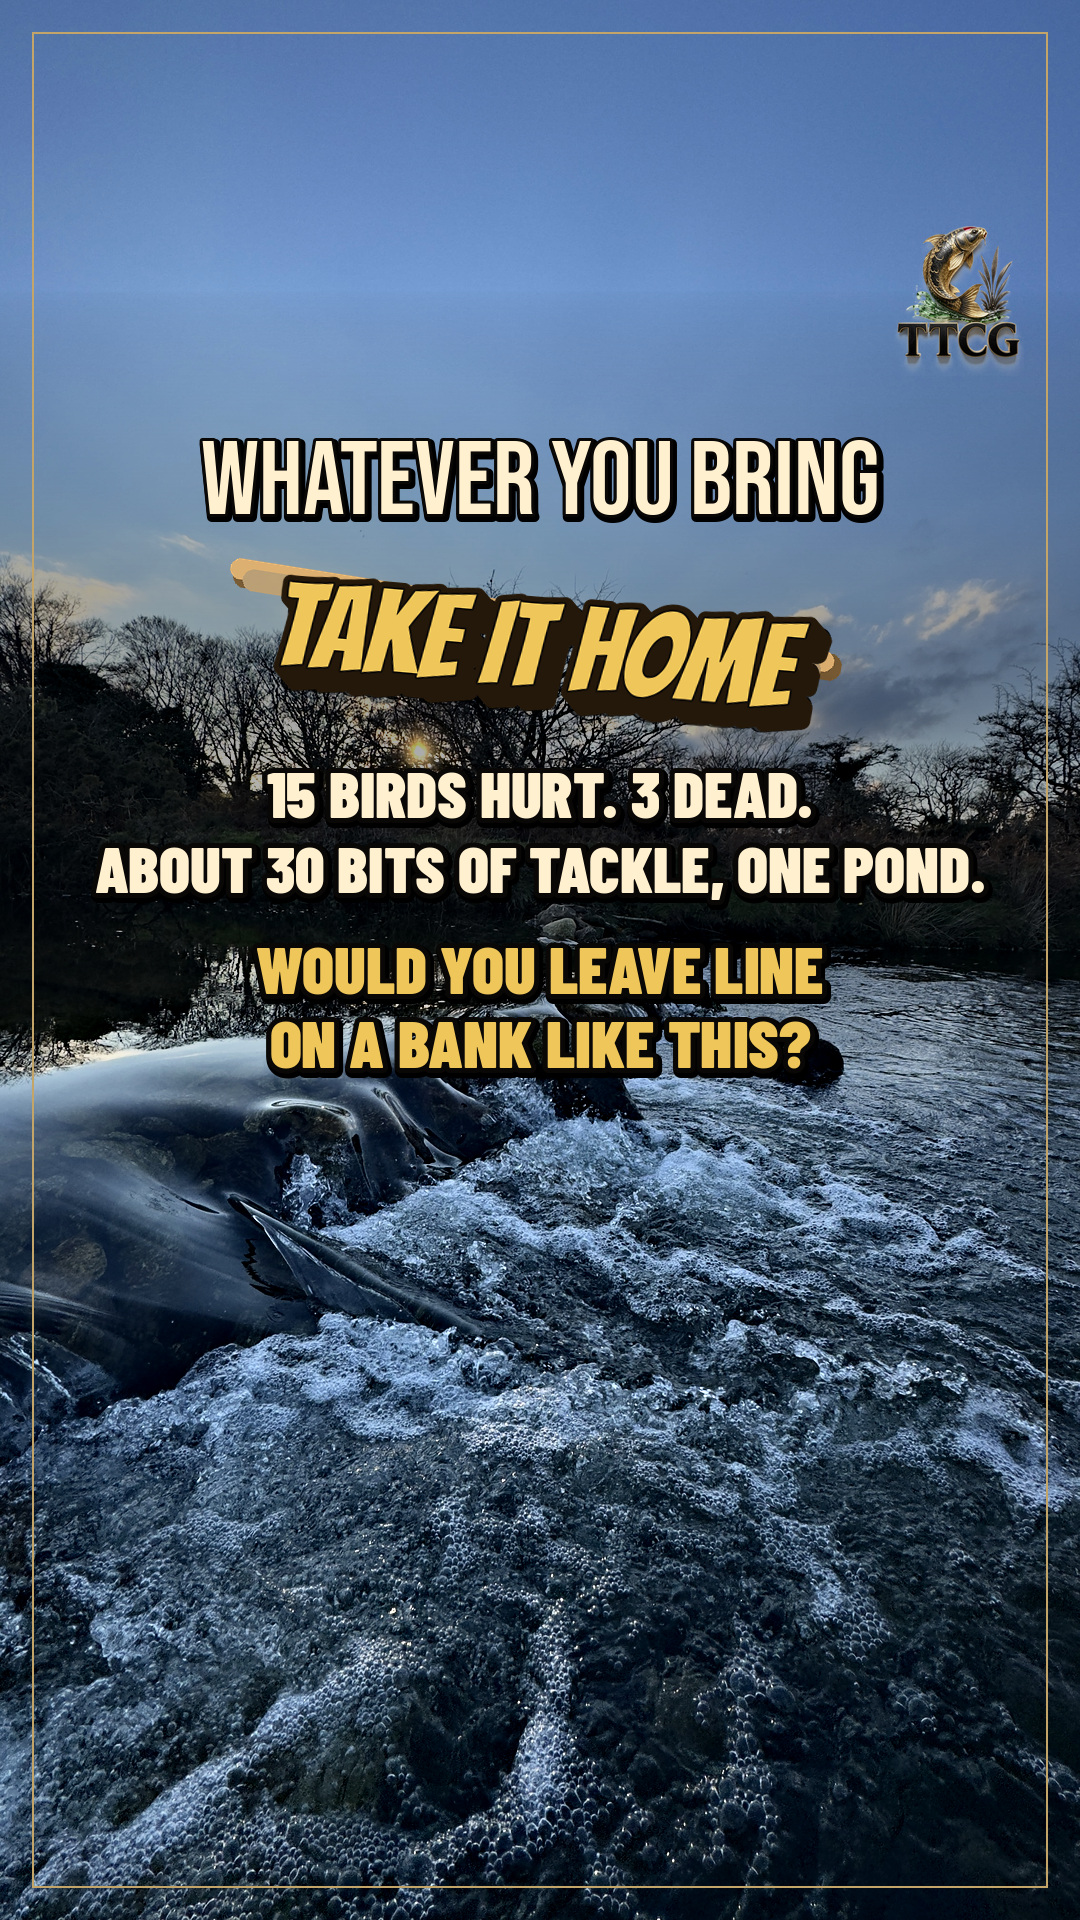 TTCG
WHATEVER YOU BRING
TAKE IT HOME
15 BIRDS HURT. 3 DEAD.
ABOUT 30 BITS OF TACKLE, ONE POND.
WOULD YOU LEAVE LINE
ON A BANK LIKE THIS?